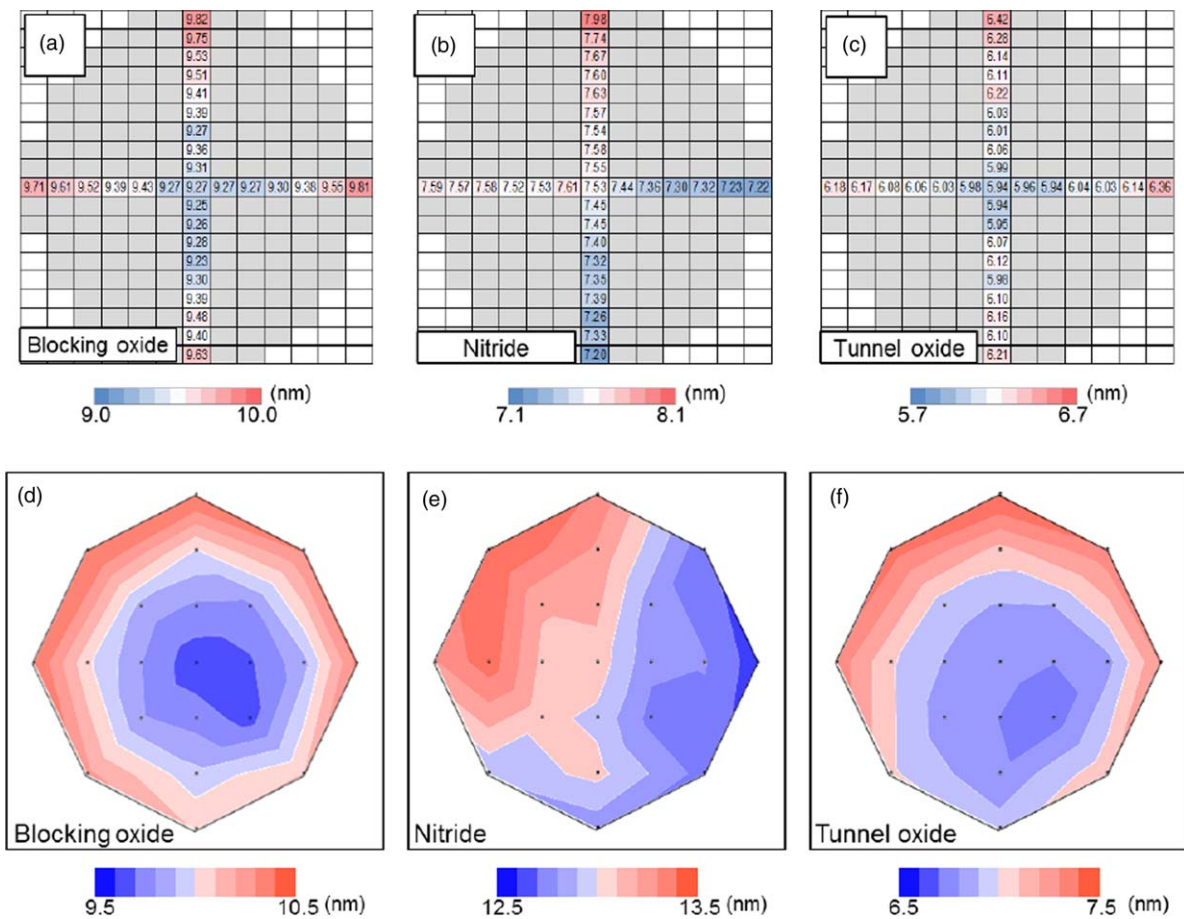 (a)
9.82
9.75
9.53
9.51
9.41
9.39
9.27
9.36
9.31
9.71 9.61 9.52 9.39 9.43 9.27 9.27 9.27 9.27 9.30 9.38 9.55 9.81
9.25
9.26
9.28
9.23
9.30
9.39
9.48
9.40
9.63
Blocking oxide
9.0 10.0 (nm)
(b)
7.98
7.74
7.67
7.60
7.63
7.57
7.54
7.58
7.55
7.59 7.57 7.58 7.52 7.53 7.61 7.53 7.44 7.36 7.30 7.32 7.23 7.22
7.45
7.45
7.40
7.32
7.35
7.39
7.26
7.33
7.20
Nitride
7.1 8.1 (nm)
(c)
6.42
6.28
6.14
6.11
6.22
6.03
6.01
6.06
5.99
6.18 6.17 6.08 6.06 6.03 5.98 5.94 5.96 5.94 6.04 6.03 6.14 6.36
5.94
5.95
6.07
6.12
5.98
6.10
6.16
6.10
6.21
Tunnel oxide
5.7 6.7 (nm)
(d)
Blocking oxide
9.5 10.5 (nm)
(e)
Nitride
12.5 13.5 (nm)
(f)
Tunnel oxide
6.5 7.5 (nm)